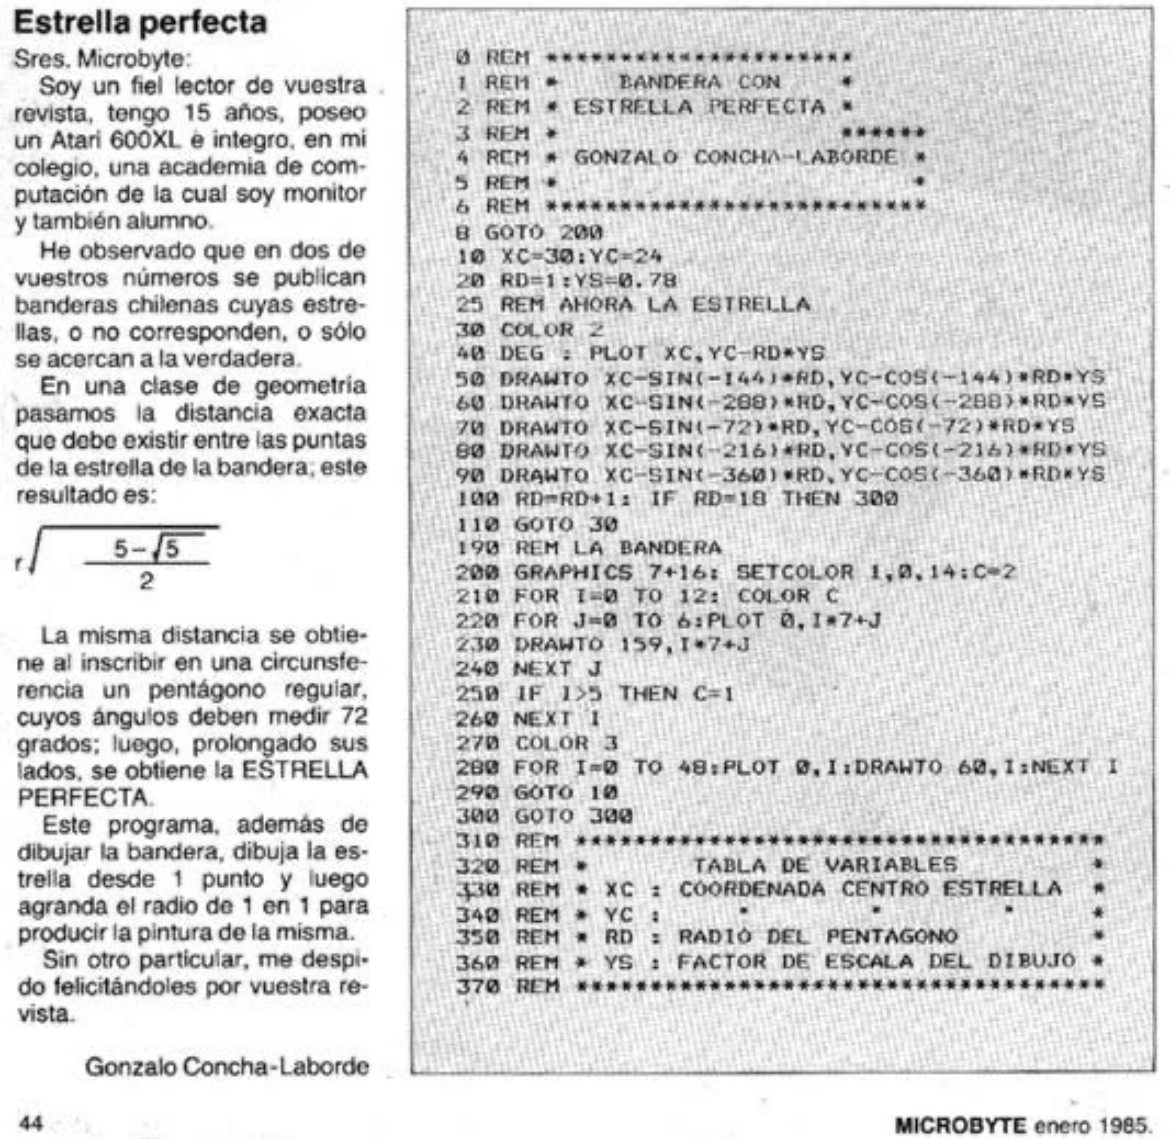 Estrella perfecta
Sres. Microbyte:
Soy un fiel lector de vuestra
revista, tengo 15 años, poseo
un Atari 600XL e integro, en mi
colegio, una academia de com-
putación de la cual soy monitor
y también alumno.
He observado que en dos de
vuestros números se publican
banderas chilenas cuyas estre-
llas, o no corresponden, o sólo
se acercan a la verdadera.
En una clase de geometría
pasamos la distancia exacta
que debe existir entre las puntas
de la estrella de la bandera; este
resultado es:
r√ 5-√5
2
La misma distancia se obtie-
ne al inscribir en una circunsfe-
rencia un pentágono regular,
cuyos ángulos deben medir 72
grados; luego, prolongado sus
lados, se obtiene la ESTRELLA
PERFECTA.
Este programa, además de
dibujar la bandera, dibuja la es-
trella desde 1 punto y luego
agranda el radio de 1 en 1 para
producir la pintura de la misma.
Sin otro particular, me despi-
do felicitándoles por vuestra re-
vista.
Gonzalo Concha-Laborde
0 REM *********************
1 REM * BANDERA CON *
2 REM * ESTRELLA PERFECTA *
3 REM * ******
4 REM * GONZALO CONCHA-LABORDE *
5 REM * *
6 REM **************************
8 GOTO 200
10 XC=30:YC=24
20 RD=1:YS=0.78
25 REM AHORA LA ESTRELLA
30 COLOR 2
40 DEG : PLOT XC,YC-RD*YS
50 DRAWTO XC-SIN(-144)*RD,YC-COS(-144)*RD*YS
60 DRAWTO XC-SIN(-288)*RD,YC-COS(-288)*RD*YS
70 DRAWTO XC-SIN(-72)*RD,YC-COS(-72)*RD*YS
80 DRAWTO XC-SIN(-216)*RD,YC-COS(-216)*RD*YS
90 DRAWTO XC-SIN(-360)*RD,YC-COS(-360)*RD*YS
100 RD=RD+1: IF RD=18 THEN 300
110 GOTO 30
190 REM LA BANDERA
200 GRAPHICS 7+16: SETCOLOR 1,0,14:C=2
210 FOR I=0 TO 12: COLOR C
220 FOR J=0 TO 6:PLOT 0,I*7+J
230 DRAWTO 159,I*7+J
240 NEXT J
250 IF I>5 THEN C=1
260 NEXT I
270 COLOR 3
280 FOR I=0 TO 48:PLOT 0,I:DRAWTO 60,I:NEXT I
290 GOTO 10
300 GOTO 300
310 REM ************************************
320 REM * TABLA DE VARIABLES *
330 REM * XC : COORDENADA CENTRO ESTRELLA *
340 REM * YC : " " " *
350 REM * RD : RADIO DEL PENTAGONO *
360 REM * YS : FACTOR DE ESCALA DEL DIBUJO *
370 REM ************************************
44
MICROBYTE enero 1985.